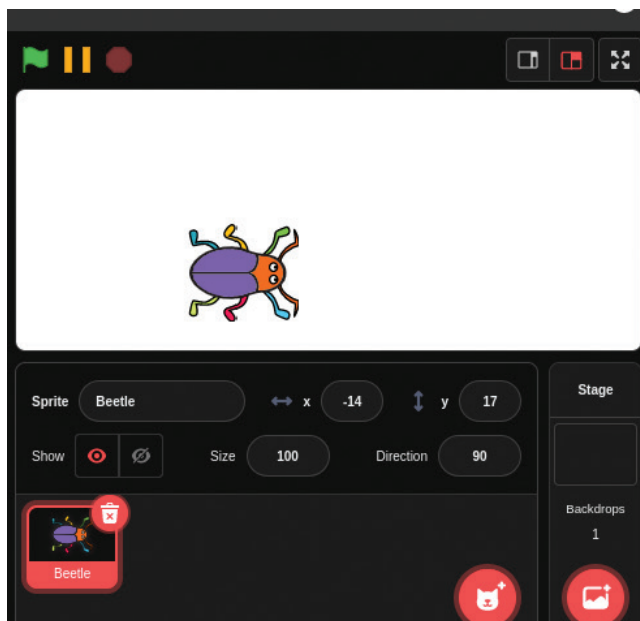 Sprite Beetle x -14 y 17
Show Size 100 Direction 90
Beetle
Stage
Backdrops
1